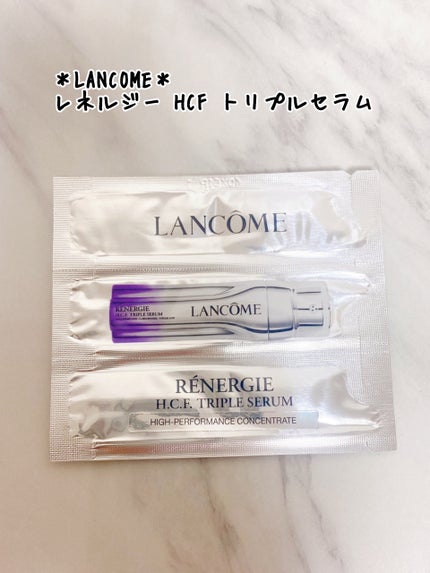 *LANCOME*
レネルジー HCF トリプルセラム
LANCÔME
RÉNERGIE
H.C.F. TRIPLE SERUM
LANCÔME
RÉNERGIE
H.C.F. TRIPLE SERUM
HIGH-PERFORMANCE CONCENTRATE